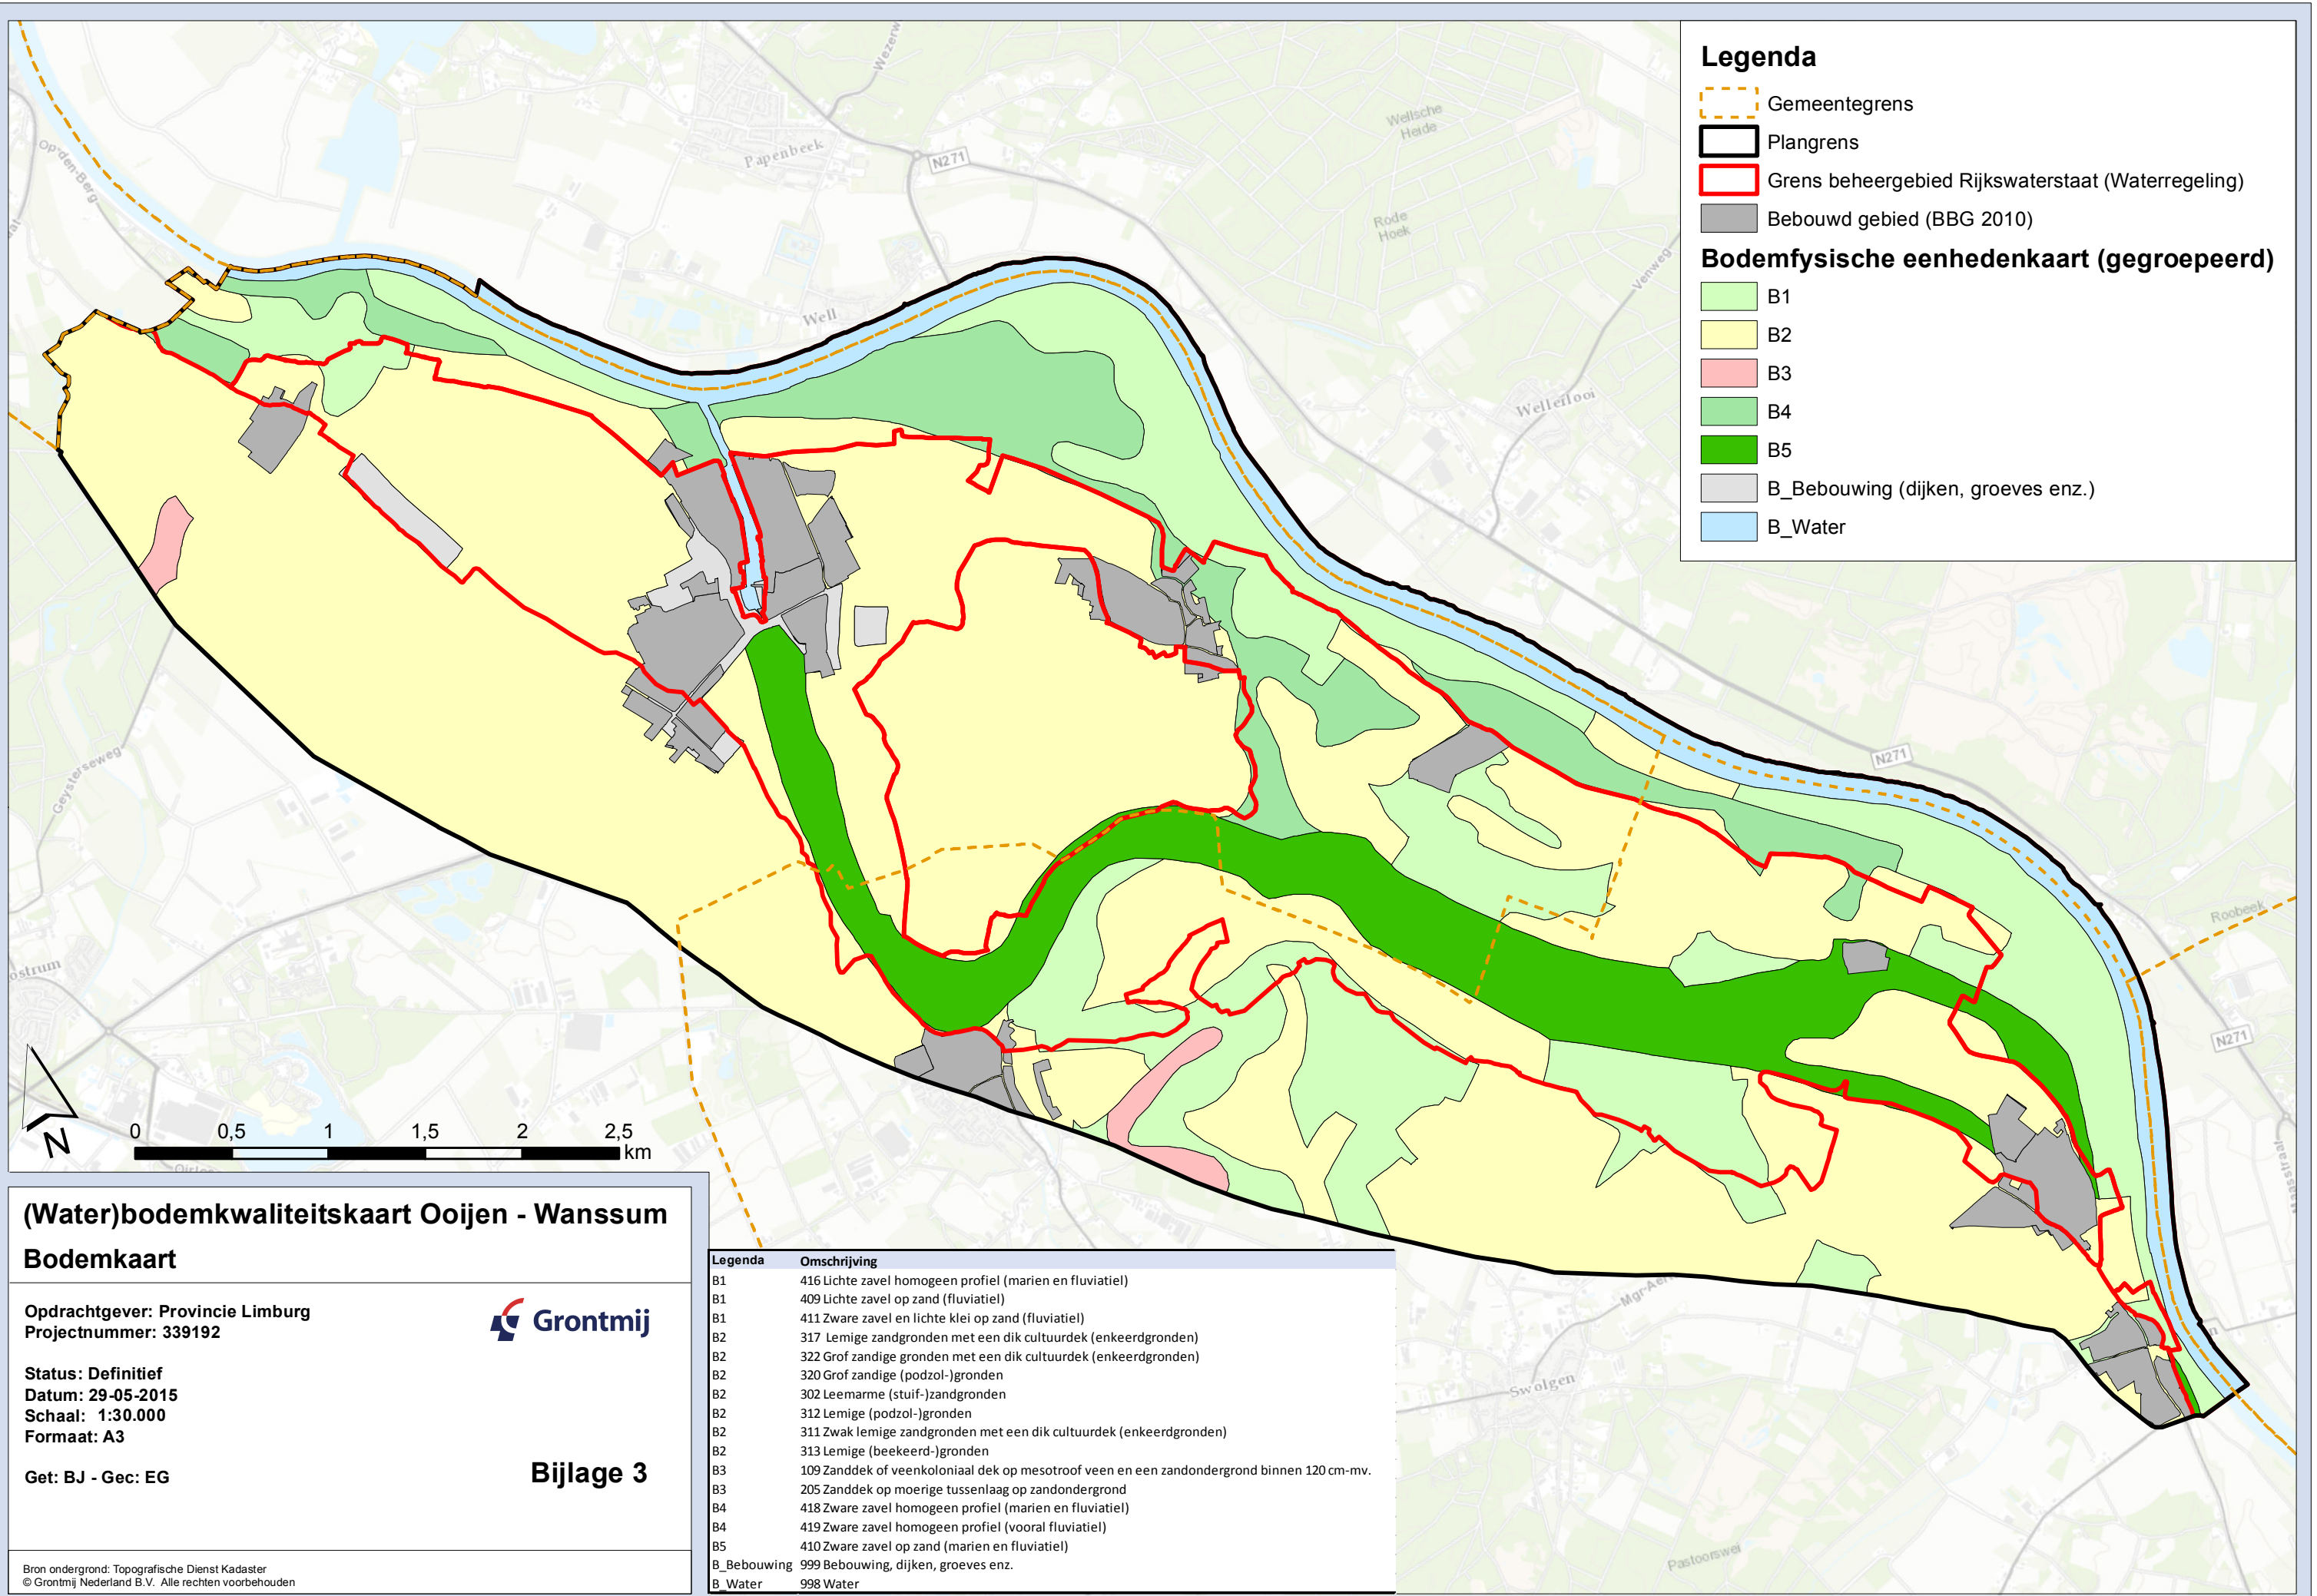 Legenda
Gemeentegrens
Plangrens
Grens beheergebied Rijkswaterstaat (Waterregeling)
Bebouwd gebied (BBG 2010)
Bodemfysische eenhedenkaart (gegroepeerd)
B1
B2
B3
B4
B5
B_Bebouwing (dijken, groeves enz.)
B_Water
Op-den-Berg
Papenbeek
N271
Wellsche
Heide
Rode
Hoek
Venweg
Well
Wellerlooi
Geysterseweg
N271
Roobeek
N271
Swolgen
Pastoorswei
N
0 0,5 1 1,5 2 2,5
km
(Water)bodemkwaliteitskaart Ooijen - Wanssum
Bodemkaart
Opdrachtgever: Provincie Limburg
Projectnummer: 339192
Grontmij
Status: Definitief
Datum: 29-05-2015
Schaal: 1:30.000
Formaat: A3
Get: BJ - Gec: EG
Bijlage 3
Bron ondergrond: Topografische Dienst Kadaster
© Grontmij Nederland B.V. Alle rechten voorbehouden
Legenda Omschrijving
B1 416 Lichte zavel homogeen profiel (marien en fluviatiel)
B1 409 Lichte zavel op zand (fluviatiel)
B1 411 Zware zavel en lichte klei op zand (fluviatiel)
B2 317 Lemige zandgronden met een dik cultuurdek (enkeerdgronden)
B2 322 Grof zandige gronden met een dik cultuurdek (enkeerdgronden)
B2 320 Grof zandige (podzol-)gronden
B2 302 Leemarme (stuif-)zandgronden
B2 312 Lemige (podzol-)gronden
B2 311 Zwak lemige zandgronden met een dik cultuurdek (enkeerdgronden)
B2 313 Lemige (beekeerd-)gronden
B3 109 Zanddek of veenkoloniaal dek op mesotroof veen en een zandondergrond binnen 120 cm-mv.
B3 205 Zanddek op moerige tussenlaag op zandondergrond
B4 418 Zware zavel homogeen profiel (marien en fluviatiel)
B4 419 Zware zavel homogeen profiel (vooral fluviatiel)
B5 410 Zware zavel op zand (marien en fluviatiel)
B_Bebouwing 999 Bebouwing, dijken, groeves enz.
B_Water 998 Water